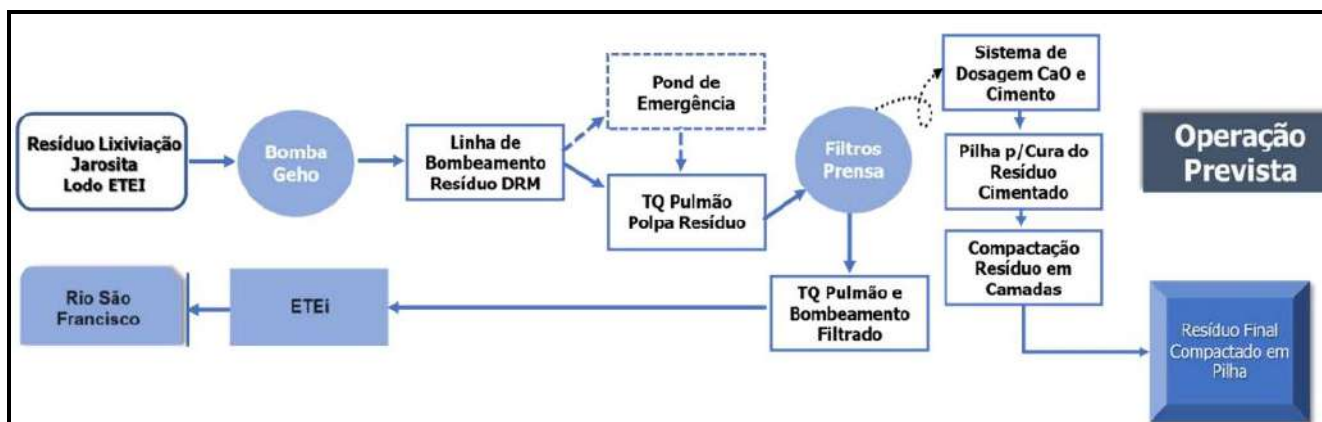 Resíduo Lixiviação
Jarosita
Lodo ETEI
Bomba
Geho
Linha de
Bombeamento
Resíduo DRM
Pond de
Emergência
TQ Pulmão
Polpa Resíduo
Filtros
Prensa
Sistema de
Dosagem CaO e
Cimento
Pilha p/Cura do
Resíduo
Cimentado
Compactação
Resíduo em
Camadas
Operação
Prevista
Rio São
Francisco
ETEi
TQ Pulmão e
Bombeamento
Filtrado
Resíduo Final
Compactado em
Pilha